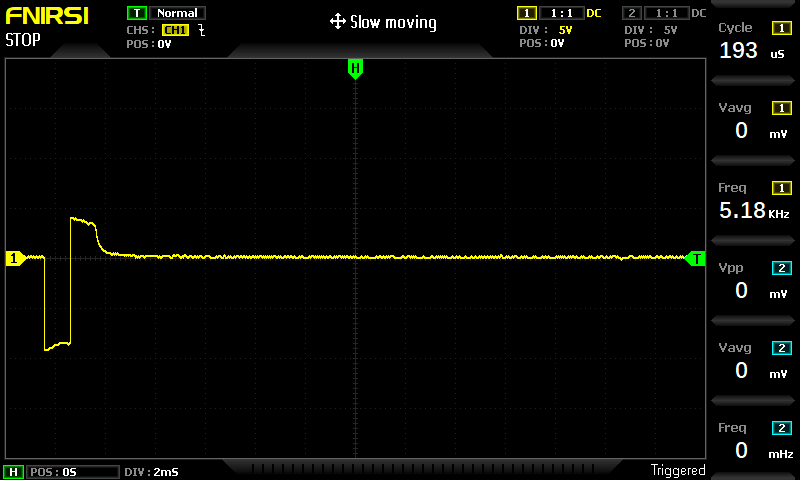 FNIRSI
STOP
T Normal
CHS: CH1
POS: 0V
Slow moving
1 1:1 DC
DIV: 5V
POS: 0V
2 1:1 DC
DIV: 5V
POS: 0V
H
1
T
Cycle 1
193 uS
Vavg 1
0 mV
Freq 1
5.18 KHz
Vpp 2
0 mV
Vavg 2
0 mV
Freq 2
0 mHz
H POS: 0S DIV: 2mS
Triggered